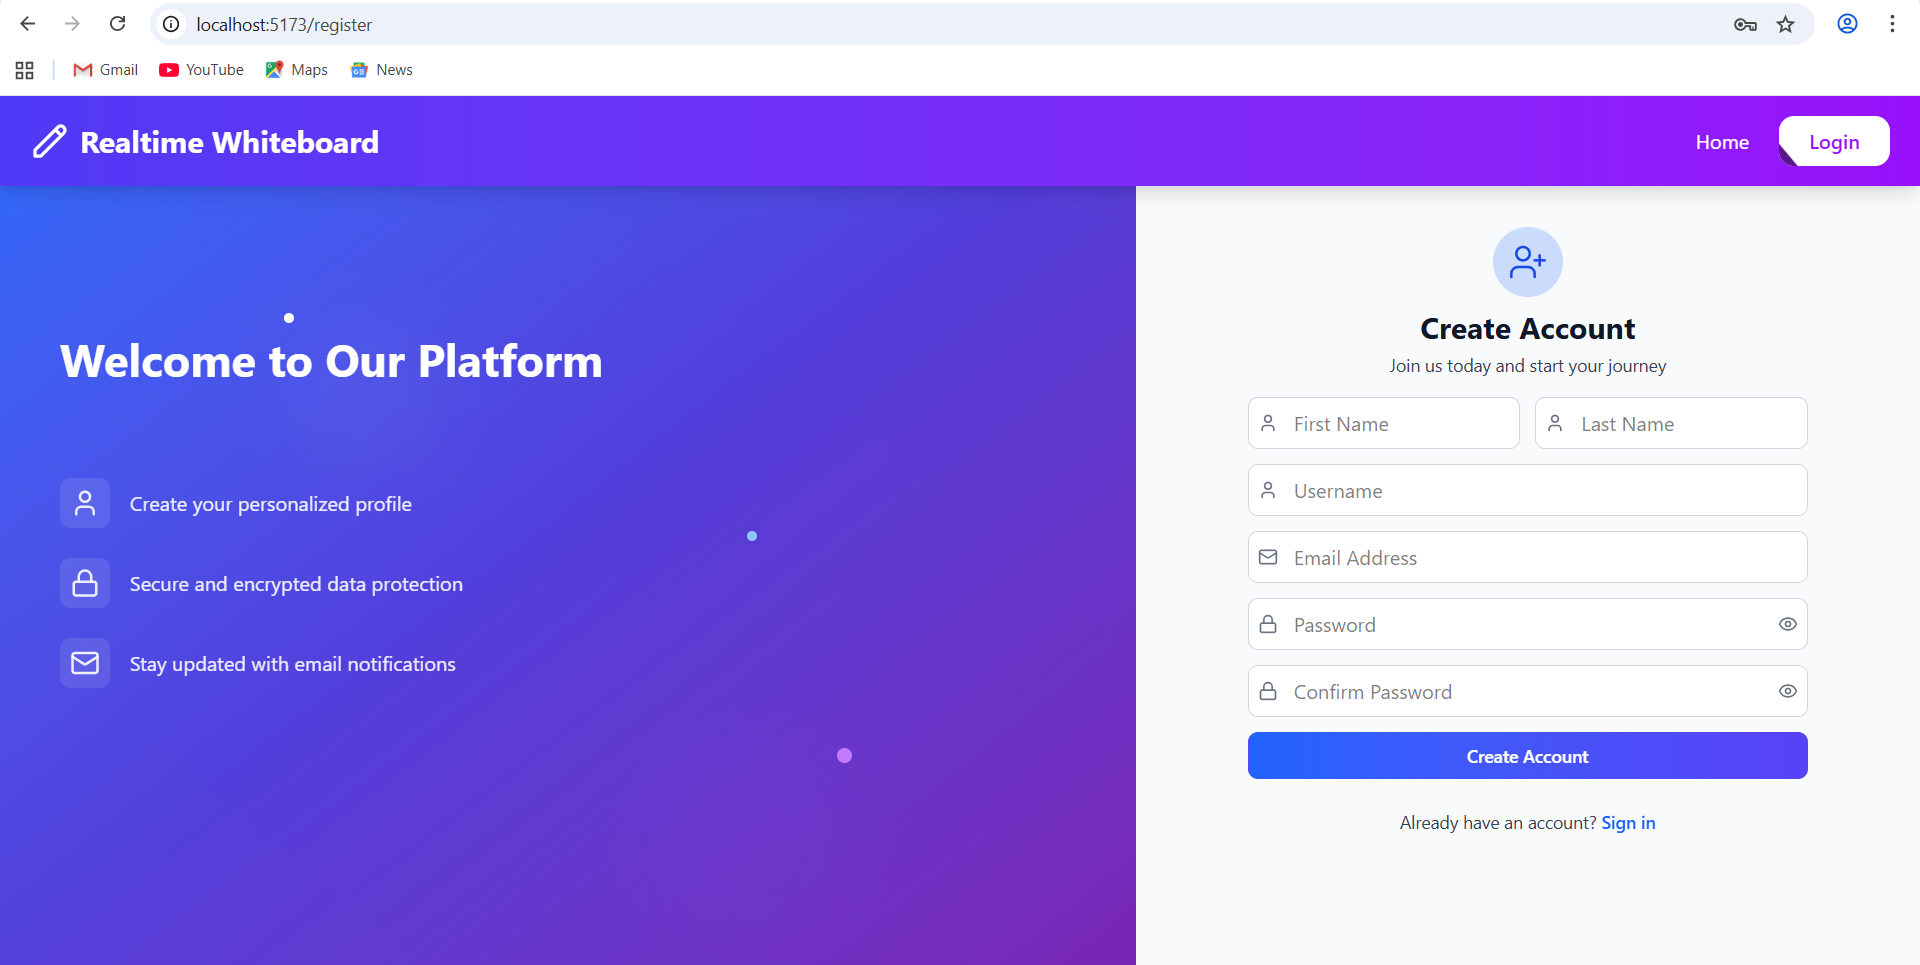 localhost:5173/register
Gmail YouTube Maps News
Realtime Whiteboard
Home Login
Welcome to Our Platform
Create your personalized profile
Secure and encrypted data protection
Stay updated with email notifications
Create Account
Join us today and start your journey
First Name Last Name
Username
Email Address
Password
Confirm Password
Create Account
Already have an account? Sign in